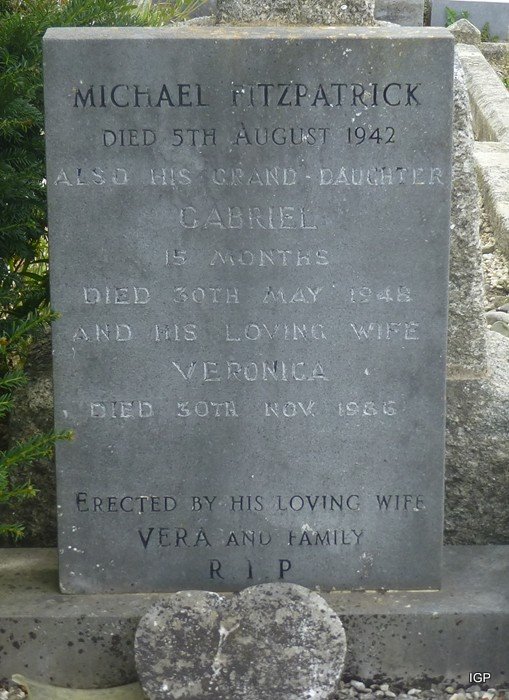 MICHAEL FITZPATRICK
DIED 5TH AUGUST 1942
ALSO HIS GRAND-DAUGHTER
GABRIEL
15 MONTHS
DIED 30TH MAY 1948
AND HIS LOVING WIFE
VERONICA
DIED 30TH NOV. 1986
ERECTED BY HIS LOVING WIFE
VERA AND FAMILY
R I P
IGP